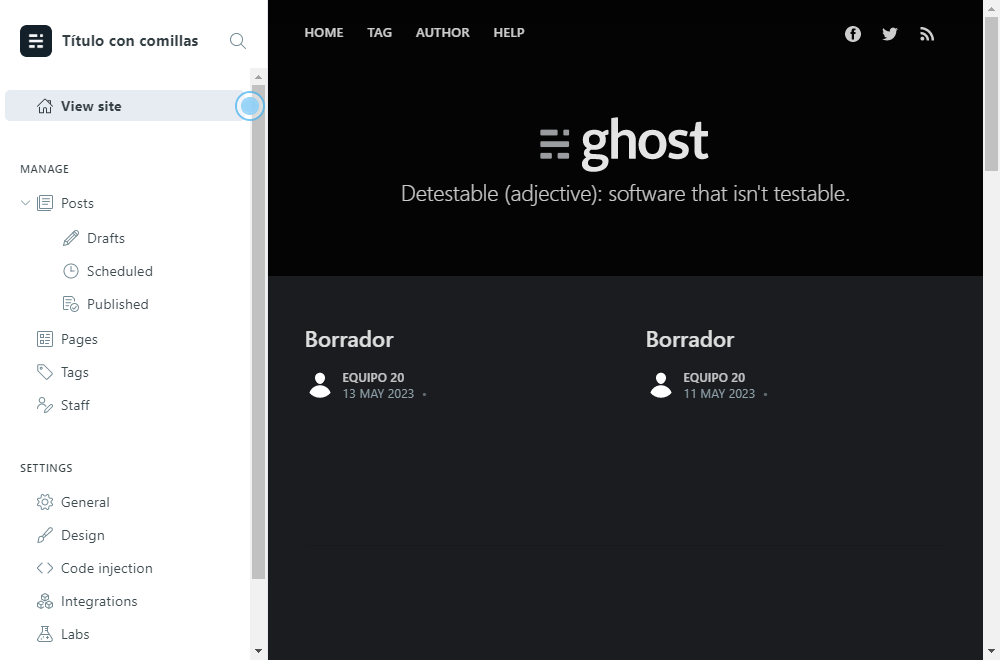 Título con comillas
View site
MANAGE
Posts
Drafts
Scheduled
Published
Pages
Tags
Staff
SETTINGS
General
Design
Code injection
Integrations
Labs
HOME TAG AUTHOR HELP
ghost
Detestable (adjective): software that isn't testable.
Borrador
EQUIPO 20
13 MAY 2023 •
Borrador
EQUIPO 20
11 MAY 2023 •